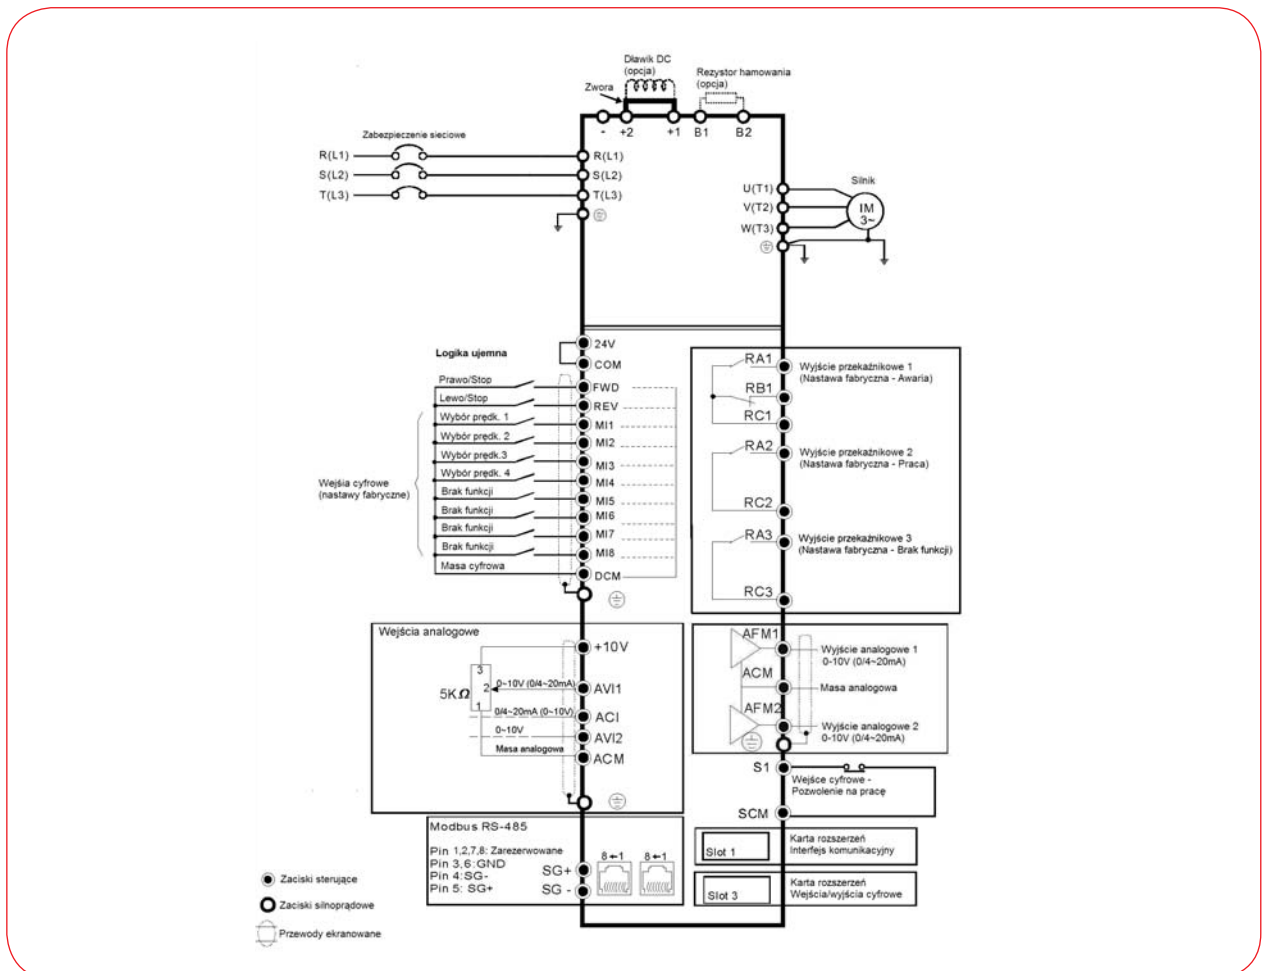 Dławik DC
(opcja)
Rezystor hamowania
(opcja)
Zwora
- +2 +1 B1 B2
Zabezpieczenie sieciowe
R(L1) R(L1)
S(L2) S(L2)
T(L3) T(L3)
Silnik
U(T1)
V(T2)
W(T3)
IM
3~
Logika ujemna
24V
COM
Prawo/Stop FWD
Lewo/Stop REV
Wybór prędk. 1 MI1
Wybór prędk. 2 MI2
Wybór prędk.3 MI3
Wybór prędk. 4 MI4
Brak funkcji MI5
Brak funkcji MI6
Brak funkcji MI7
Brak funkcji MI8
Masa cyfrowa DCM
Wejśia cyfrowe
(nastawy fabryczne)
RA1
Wyjście przekaźnikowe 1
(Nastawa fabryczna - Awaria)
RB1
RC1
RA2
Wyjście przekaźnikowe 2
(Nastawa fabryczna - Praca)
RC2
RA3
Wyjście przekaźnikowe 3
(Nastawa fabryczna - Brak funkcji)
RC3
Wejścia analogowe
+10V
3
2
1
5KΩ
0~10V (0/4~20mA) AVI1
0/4~20mA (0~10V) ACI
0~10V AVI2
Masa analogowa ACM
AFM1
Wyjście analogowe 1
0-10V (0/4~20mA)
ACM
Masa analogowa
AFM2
Wyjście analogowe 2
0-10V (0/4~20mA)
S1
Wejśce cyfrowe -
Pozwolenie na pracę
SCM
Modbus RS-485
Pin 1,2,7,8: Zarezerwowane
Pin 3,6:GND
Pin 4:SG-
Pin 5: SG+
SG+
SG -
8←1 8←1
Slot 1
Karta rozszerzeń
Interfejs komunikacyjny
Slot 3
Karta rozszerzeń
Wejścia/wyjścia cyfrowe
Zaciski sterujące
Zaciski silnoprądowe
Przewody ekranowane